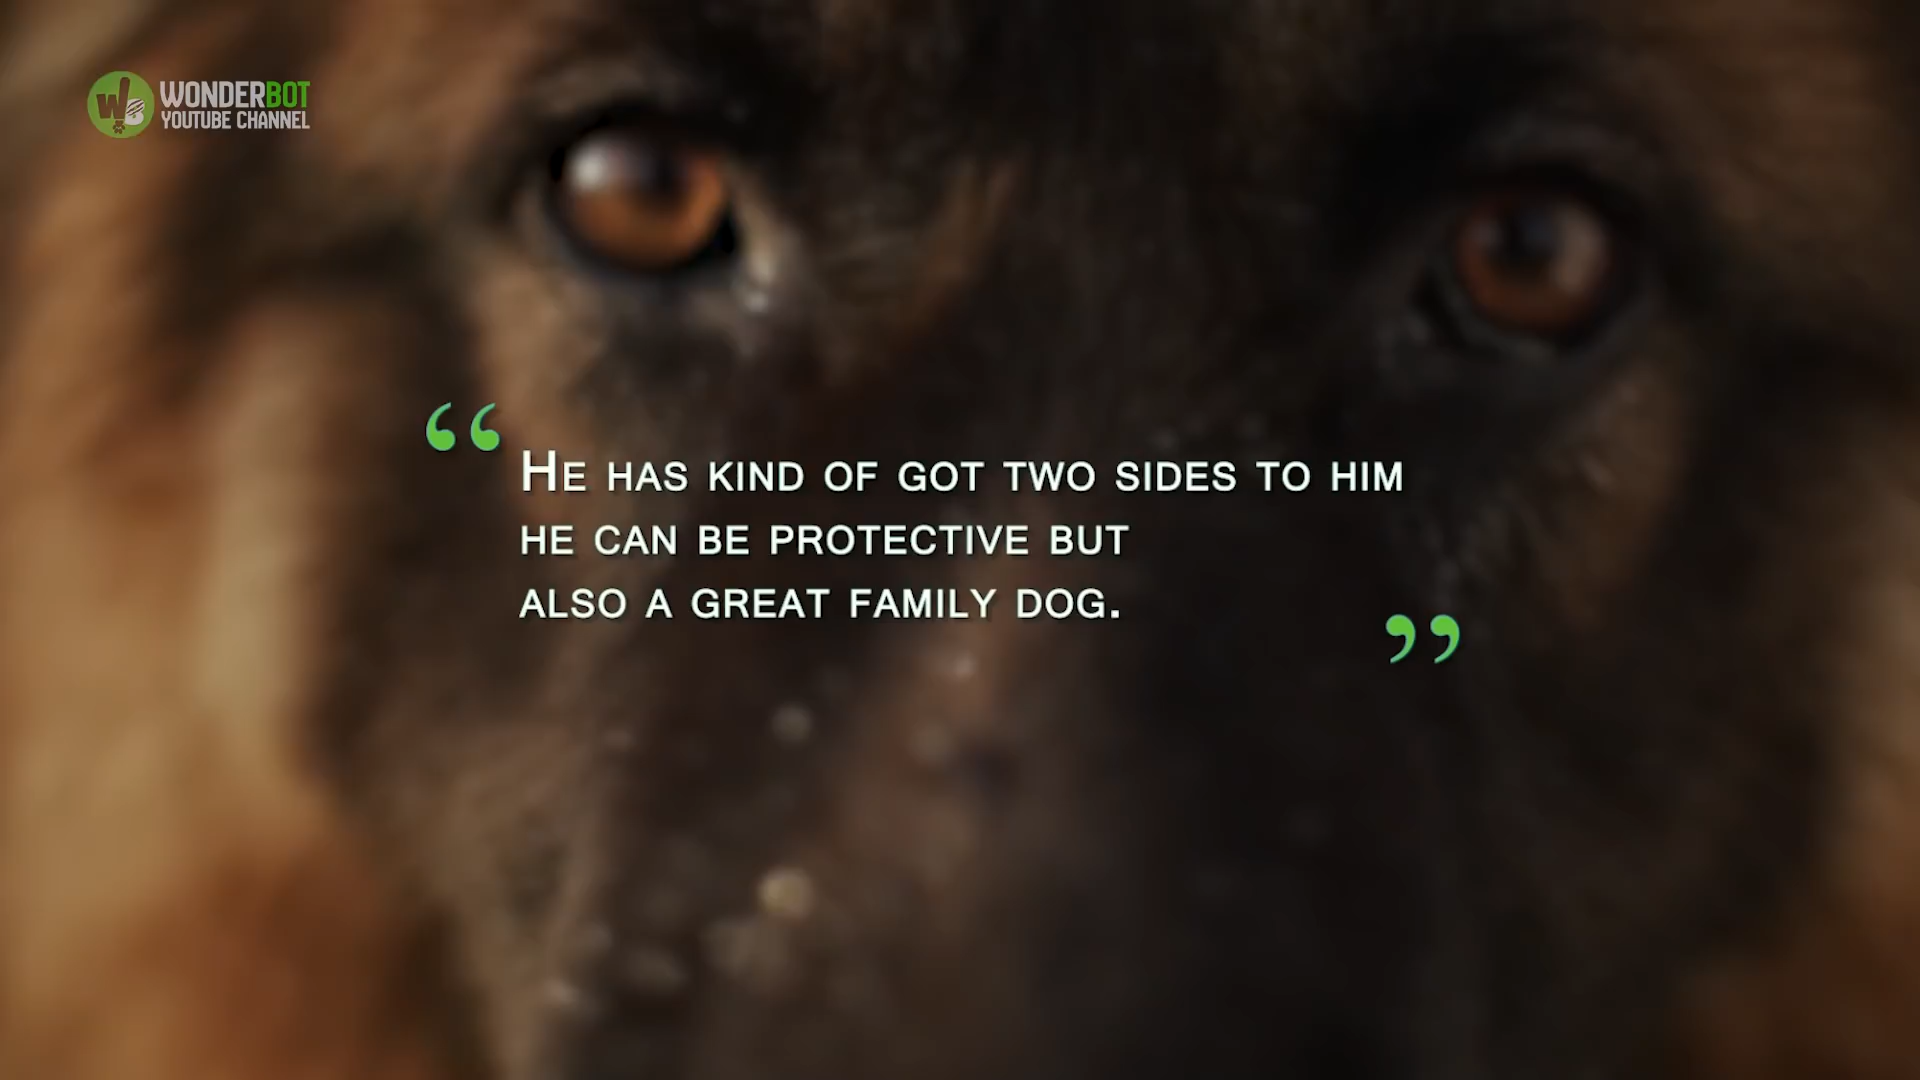 WONDERBOT
YOUTUBE CHANNEL
“HE HAS KIND OF GOT TWO SIDES TO HIM
HE CAN BE PROTECTIVE BUT
ALSO A GREAT FAMILY DOG.”